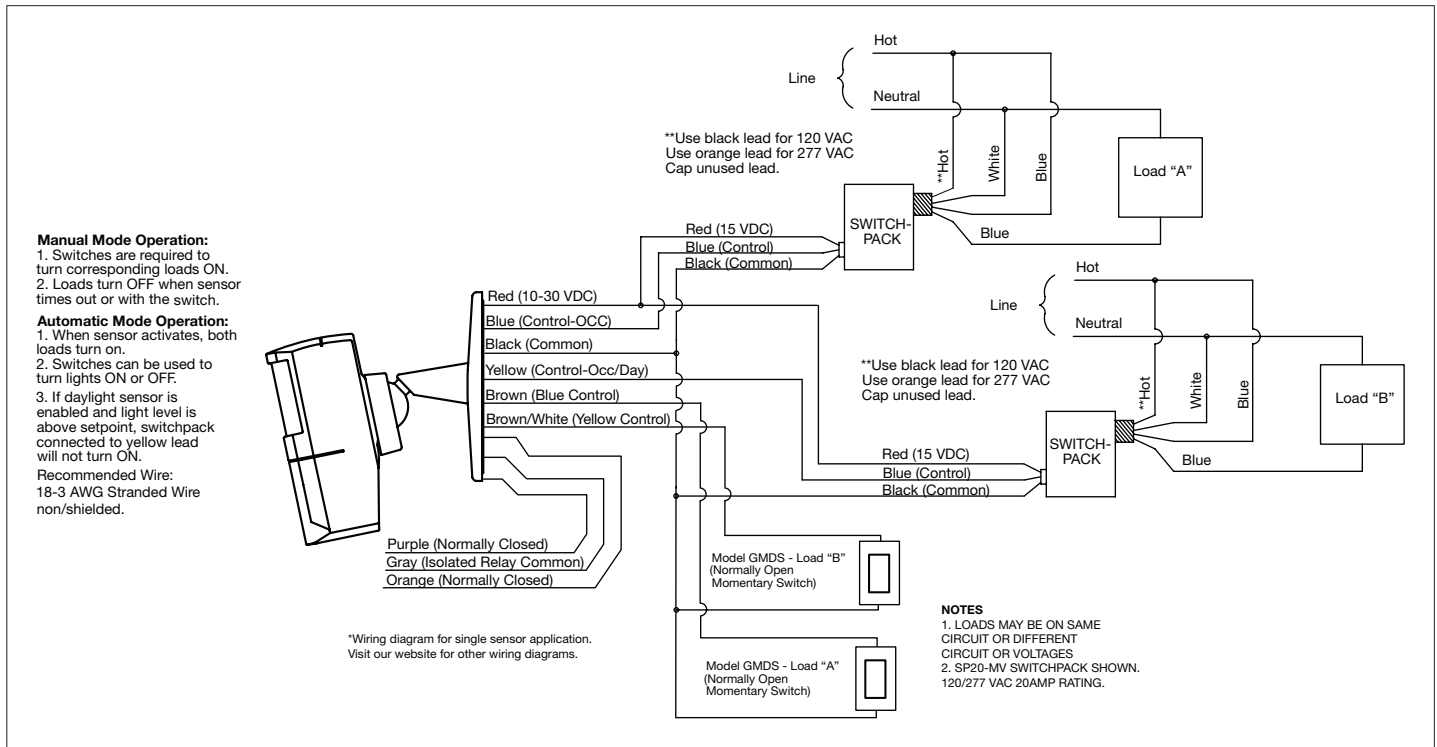 Hot
Line
Neutral
**Use black lead for 120 VAC
Use orange lead for 277 VAC
Cap unused lead.
**Hot
White
Blue
Load “A”
SWITCH-
PACK
Blue
Red (15 VDC)
Blue (Control)
Black (Common)
Manual Mode Operation:
1. Switches are required to
turn corresponding loads ON.
2. Loads turn OFF when sensor
times out or with the switch.
Automatic Mode Operation:
1. When sensor activates, both
loads turn on.
2. Switches can be used to
turn lights ON or OFF.
3. If daylight sensor is
enabled and light level is
above setpoint, switchpack
connected to yellow lead
will not turn ON.
Recommended Wire:
18-3 AWG Stranded Wire
non/shielded.
Red (10-30 VDC)
Blue (Control-OCC)
Black (Common)
Yellow (Control-Occ/Day)
Brown (Blue Control)
Brown/White (Yellow Control)
Hot
Line
Neutral
**Use black lead for 120 VAC
Use orange lead for 277 VAC
Cap unused lead.
**Hot
White
Blue
Load “B”
SWITCH-
PACK
Blue
Red (15 VDC)
Blue (Control)
Black (Common)
Purple (Normally Closed)
Gray (Isolated Relay Common)
Orange (Normally Closed)
Model GMDS - Load “B”
(Normally Open
Momentary Switch)
*Wiring diagram for single sensor application.
Visit our website for other wiring diagrams.
Model GMDS - Load “A”
(Normally Open
Momentary Switch)
NOTES
1. LOADS MAY BE ON SAME
CIRCUIT OR DIFFERENT
CIRCUIT OR VOLTAGES
2. SP20-MV SWITCHPACK SHOWN.
120/277 VAC 20AMP RATING.